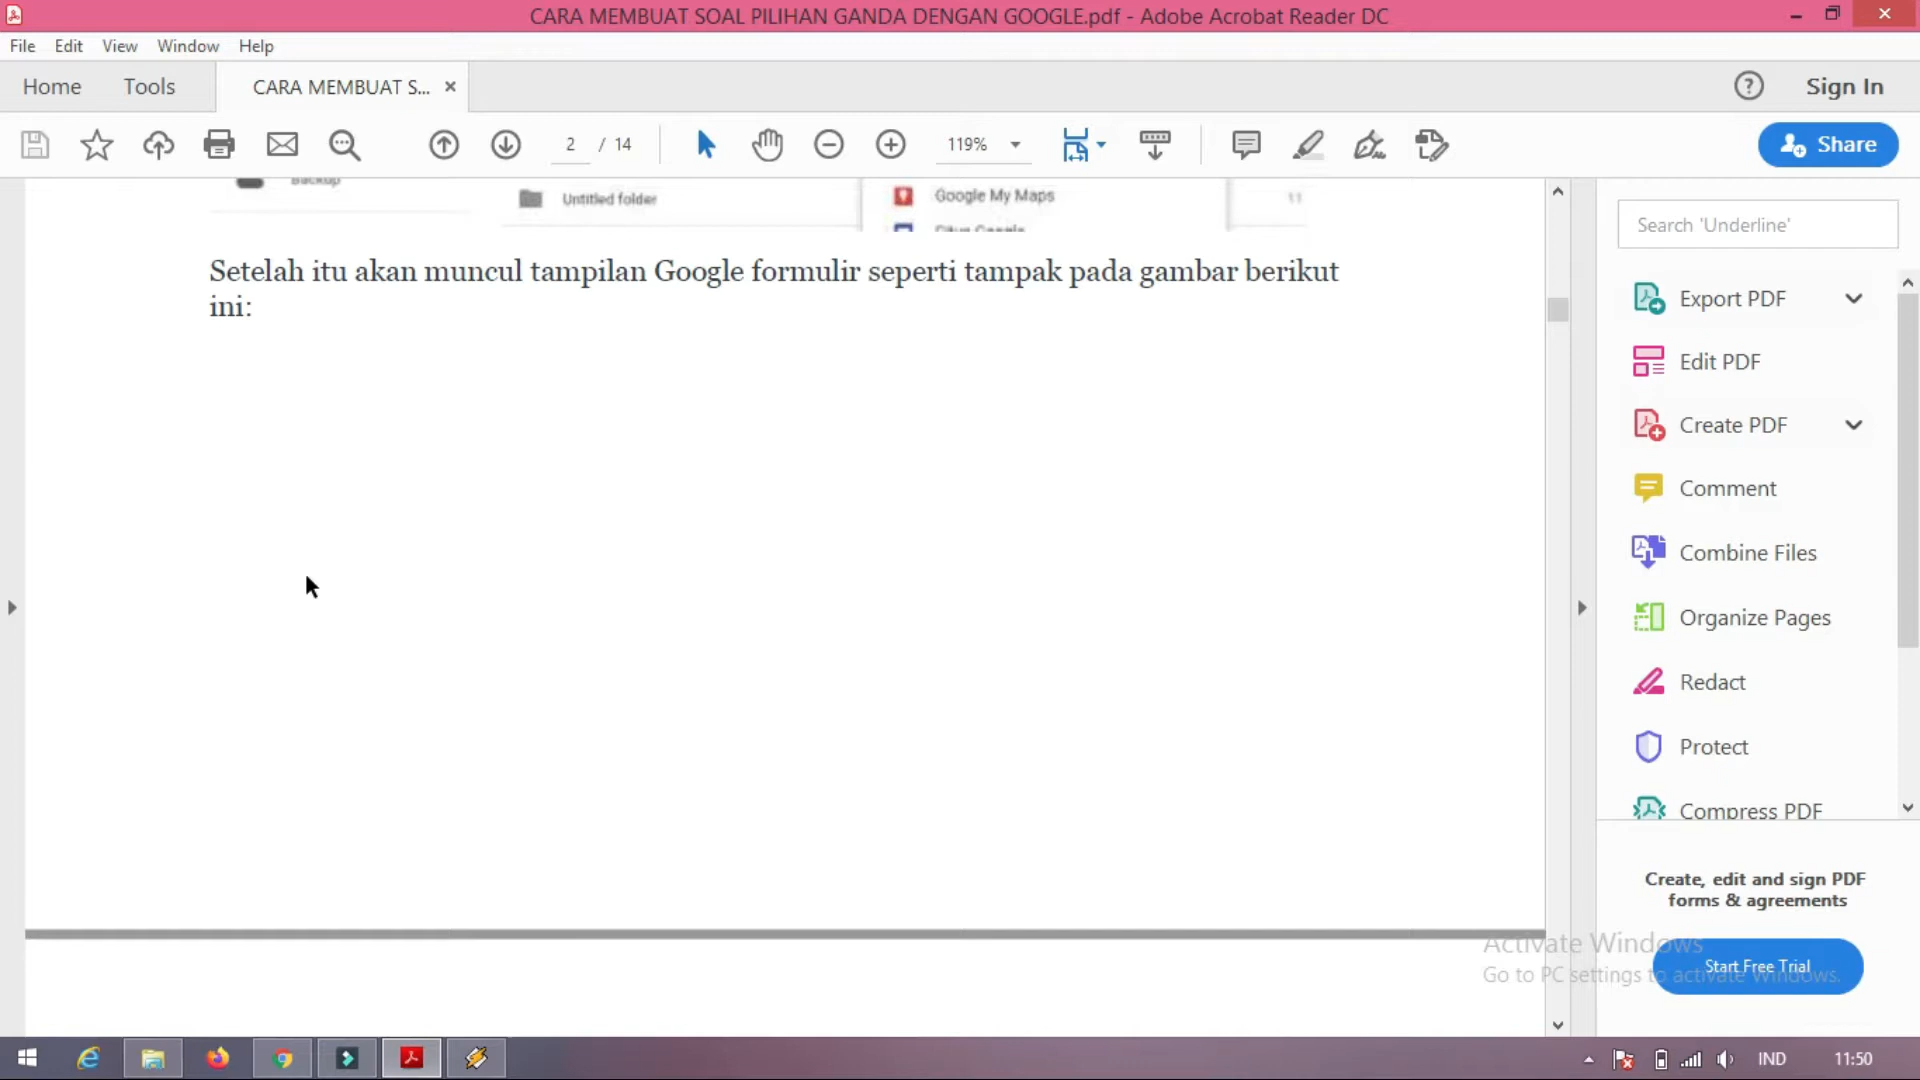 CARA MEMBUAT SOAL PILIHAN GANDA DENGAN GOOGLE.pdf - Adobe Acrobat Reader DC
File Edit View Window Help
Home Tools CARA MEMBUAT S... Sign In
2 / 14 119% Share
Backup
Untitled folder
Google My Maps
11
Situs Google
Setelah itu akan muncul tampilan Google formulir seperti tampak pada gambar berikut
ini:
Search 'Underline'
Export PDF
Edit PDF
Create PDF
Comment
Combine Files
Organize Pages
Redact
Protect
Compress PDF
Create, edit and sign PDF
forms & agreements
Start Free Trial
Activate Windows
Go to PC settings to activate Windows.
IND 11:50